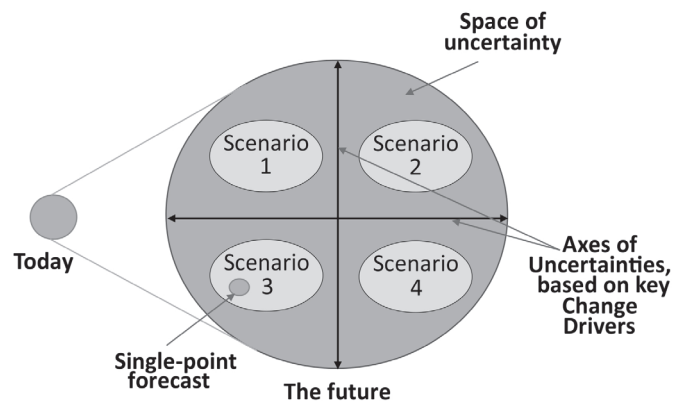 Space of
uncertainty
Scenario
1
Scenario
2
Today
Scenario
3
Scenario
4
Axes of
Uncertainties,
based on key
Change
Drivers
Single-point
forecast
The future